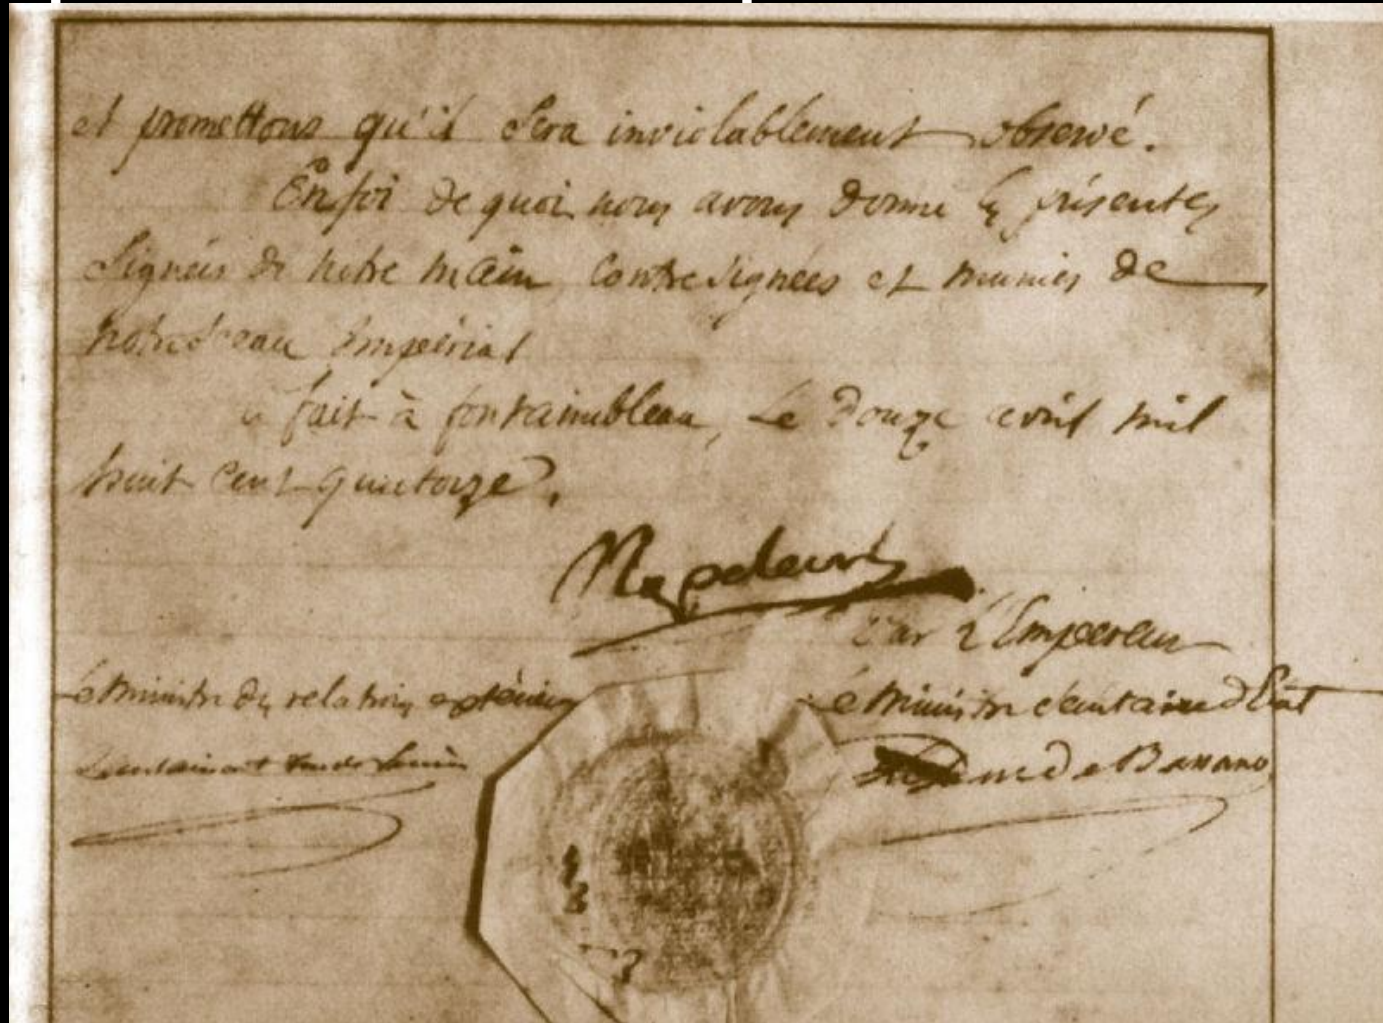 et promettons qu'il sera inviolablement observé.
En foi de quoi nous avons donné les présentes
signées de notre main, contresignées et munies de
notre sceau impérial
fait à fontainebleau, Le Douze avril mil
huit cent quatorze.
Napoleon
Par l'Empereur
Le Ministre des relations extérieures
Le Ministre Secretaire d'Etat
Duc de Bassano